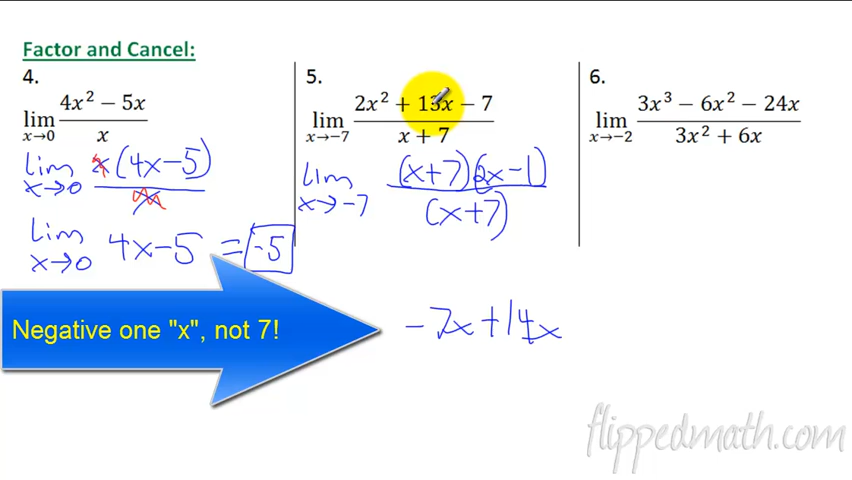 Factor and Cancel:
4.
lim x→0 (4x² − 5x)/x
lim x→0 x(4x−5)/x
lim x→0 4x−5 = -5
5.
lim x→−7 (2x² + 13x − 7)/(x + 7)
lim x→−7 (x+7)(2x−1)/(x+7)
6.
lim x→−2 (3x³ − 6x² − 24x)/(3x² + 6x)
Negative one "x", not 7!
−7x+14x
flippedmath.com